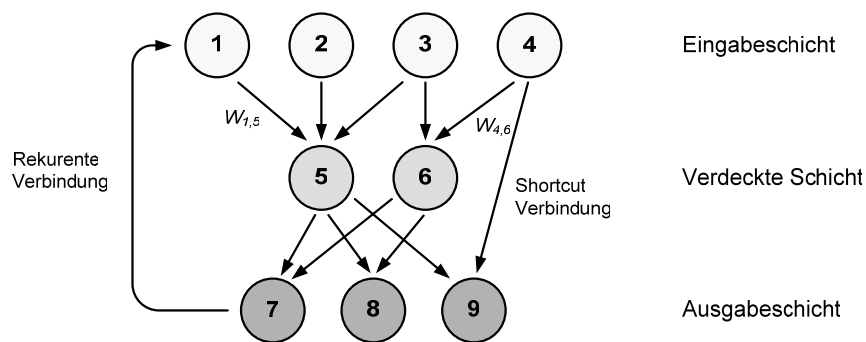 1 2 3 4 Eingabeschicht
W1,5 W4,6
Rekurente
Verbindung
5 6 Verdeckte Schicht
Shortcut
Verbindung
7 8 9 Ausgabeschicht